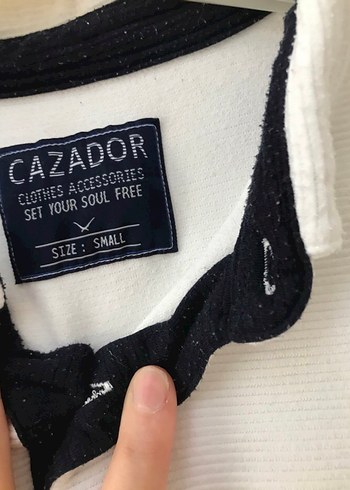 CAZADOR
CLOTHES ACCESSORIES
SET YOUR SOUL FREE
SIZE : SMALL